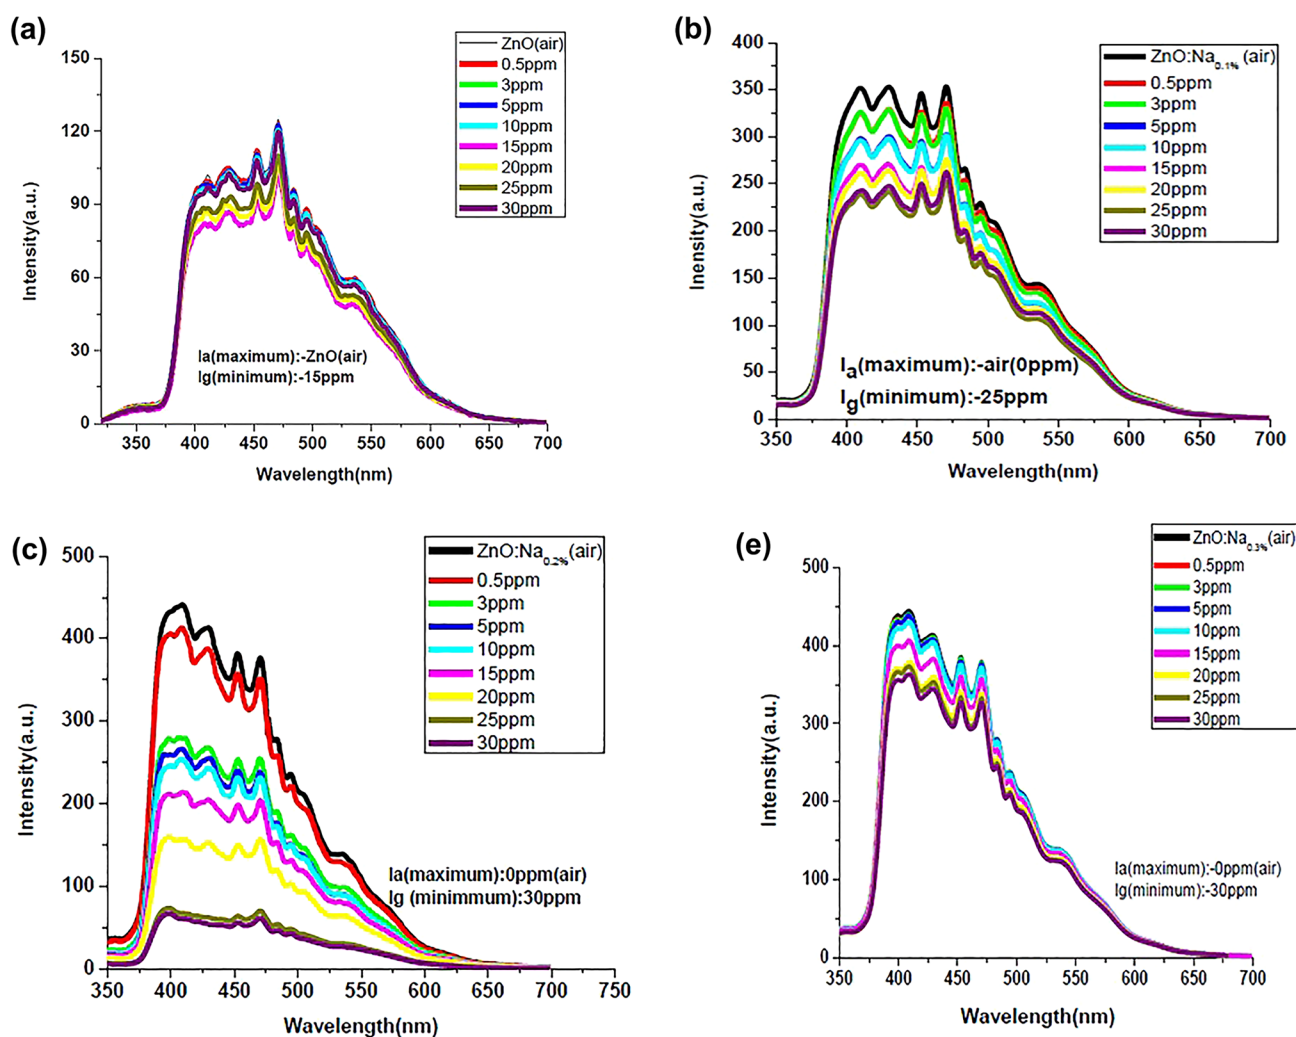 (a)
150
120
90
60
30
0
Intensity(a.u.)
ZnO(air)
0.5ppm
3ppm
5ppm
10ppm
15ppm
20ppm
25ppm
30ppm
Ia(maximum):-ZnO(air)
Ig(minimum):-15ppm
350 400 450 500 550 600 650 700
Wavelength(nm)
(b)
400
350
300
250
200
150
100
50
0
Inensity(a.u.)
ZnO:Na0.1% (air)
0.5ppm
3ppm
5ppm
10ppm
15ppm
20ppm
25ppm
30ppm
Ia(maximum):-air(0ppm)
Ig(minimum):-25ppm
350 400 450 500 550 600 650 700
Wavelength(nm)
(c)
500
400
300
200
100
0
Intensity(a.u.)
ZnO:Na0.2%(air)
0.5ppm
3ppm
5ppm
10ppm
15ppm
20ppm
25ppm
30ppm
Ia(maximum):0ppm(air)
Ig (minimmum):30ppm
350 400 450 500 550 600 650 700 750
Wavelength(nm)
(e)
500
400
300
200
100
0
Intensity(a.u.)
ZnO:Na0.3%(air)
0.5ppm
3ppm
5ppm
10ppm
15ppm
20ppm
25ppm
30ppm
Ia(maximum):-0ppm(air)
Ig(minimmum):-30ppm
350 400 450 500 550 600 650 700
Wavelength(nm)